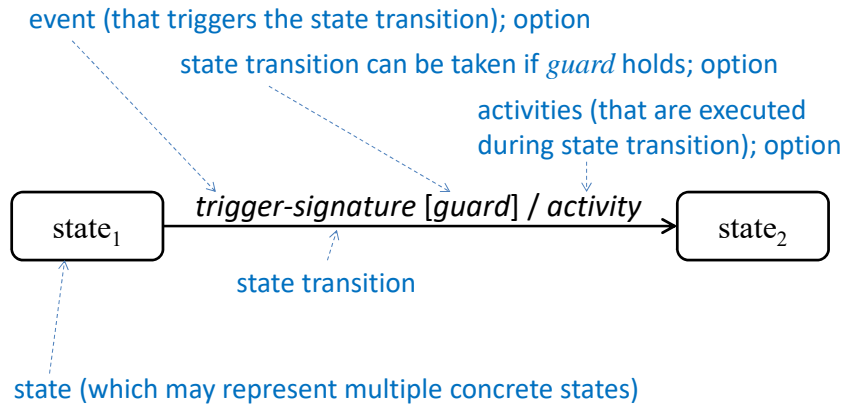 event (that triggers the state transition); option
state transition can be taken if guard holds; option
activities (that are executed
during state transition); option
trigger-signature [guard] / activity
state₁
state₂
state transition
state (which may represent multiple concrete states)